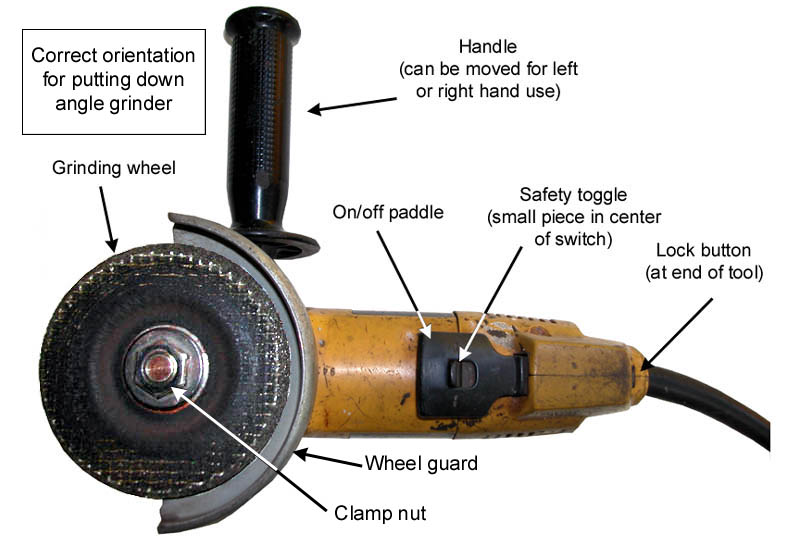 Correct orientation
for putting down
angle grinder
Handle
(can be moved for left
or right hand use)
Grinding wheel
On/off paddle
Safety toggle
(small piece in center
of switch)
Lock button
(at end of tool)
Wheel guard
Clamp nut